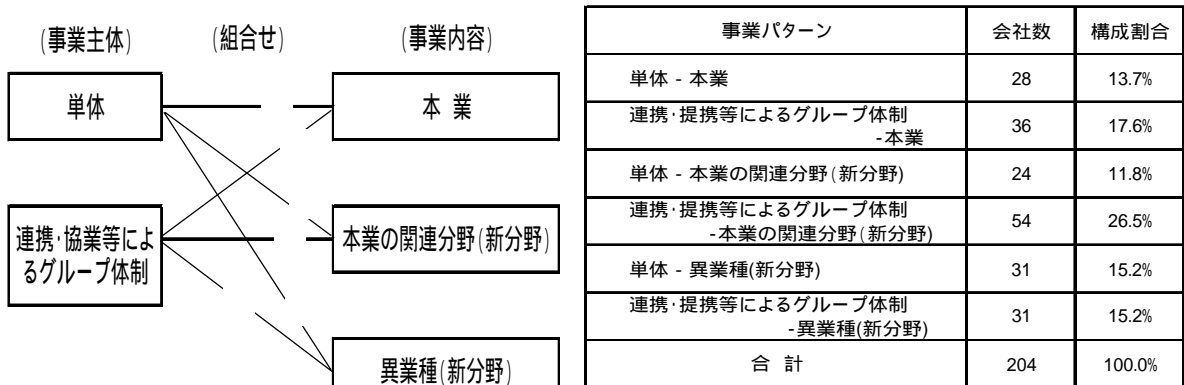 (事業主体) (組合せ) (事業内容)
単体
本 業
連携･協業等によ
るグループ体制
本業の関連分野(新分野)
異業種(新分野)
事業パターン 会社数 構成割合
単体 - 本業 28 13.7%
連携･提携等によるグループ体制
-本業 36 17.6%
単体 - 本業の関連分野(新分野) 24 11.8%
連携･提携等によるグループ体制
-本業の関連分野(新分野) 54 26.5%
単体 - 異業種(新分野) 31 15.2%
連携･提携等によるグループ体制
-異業種(新分野) 31 15.2%
合 計 204 100.0%